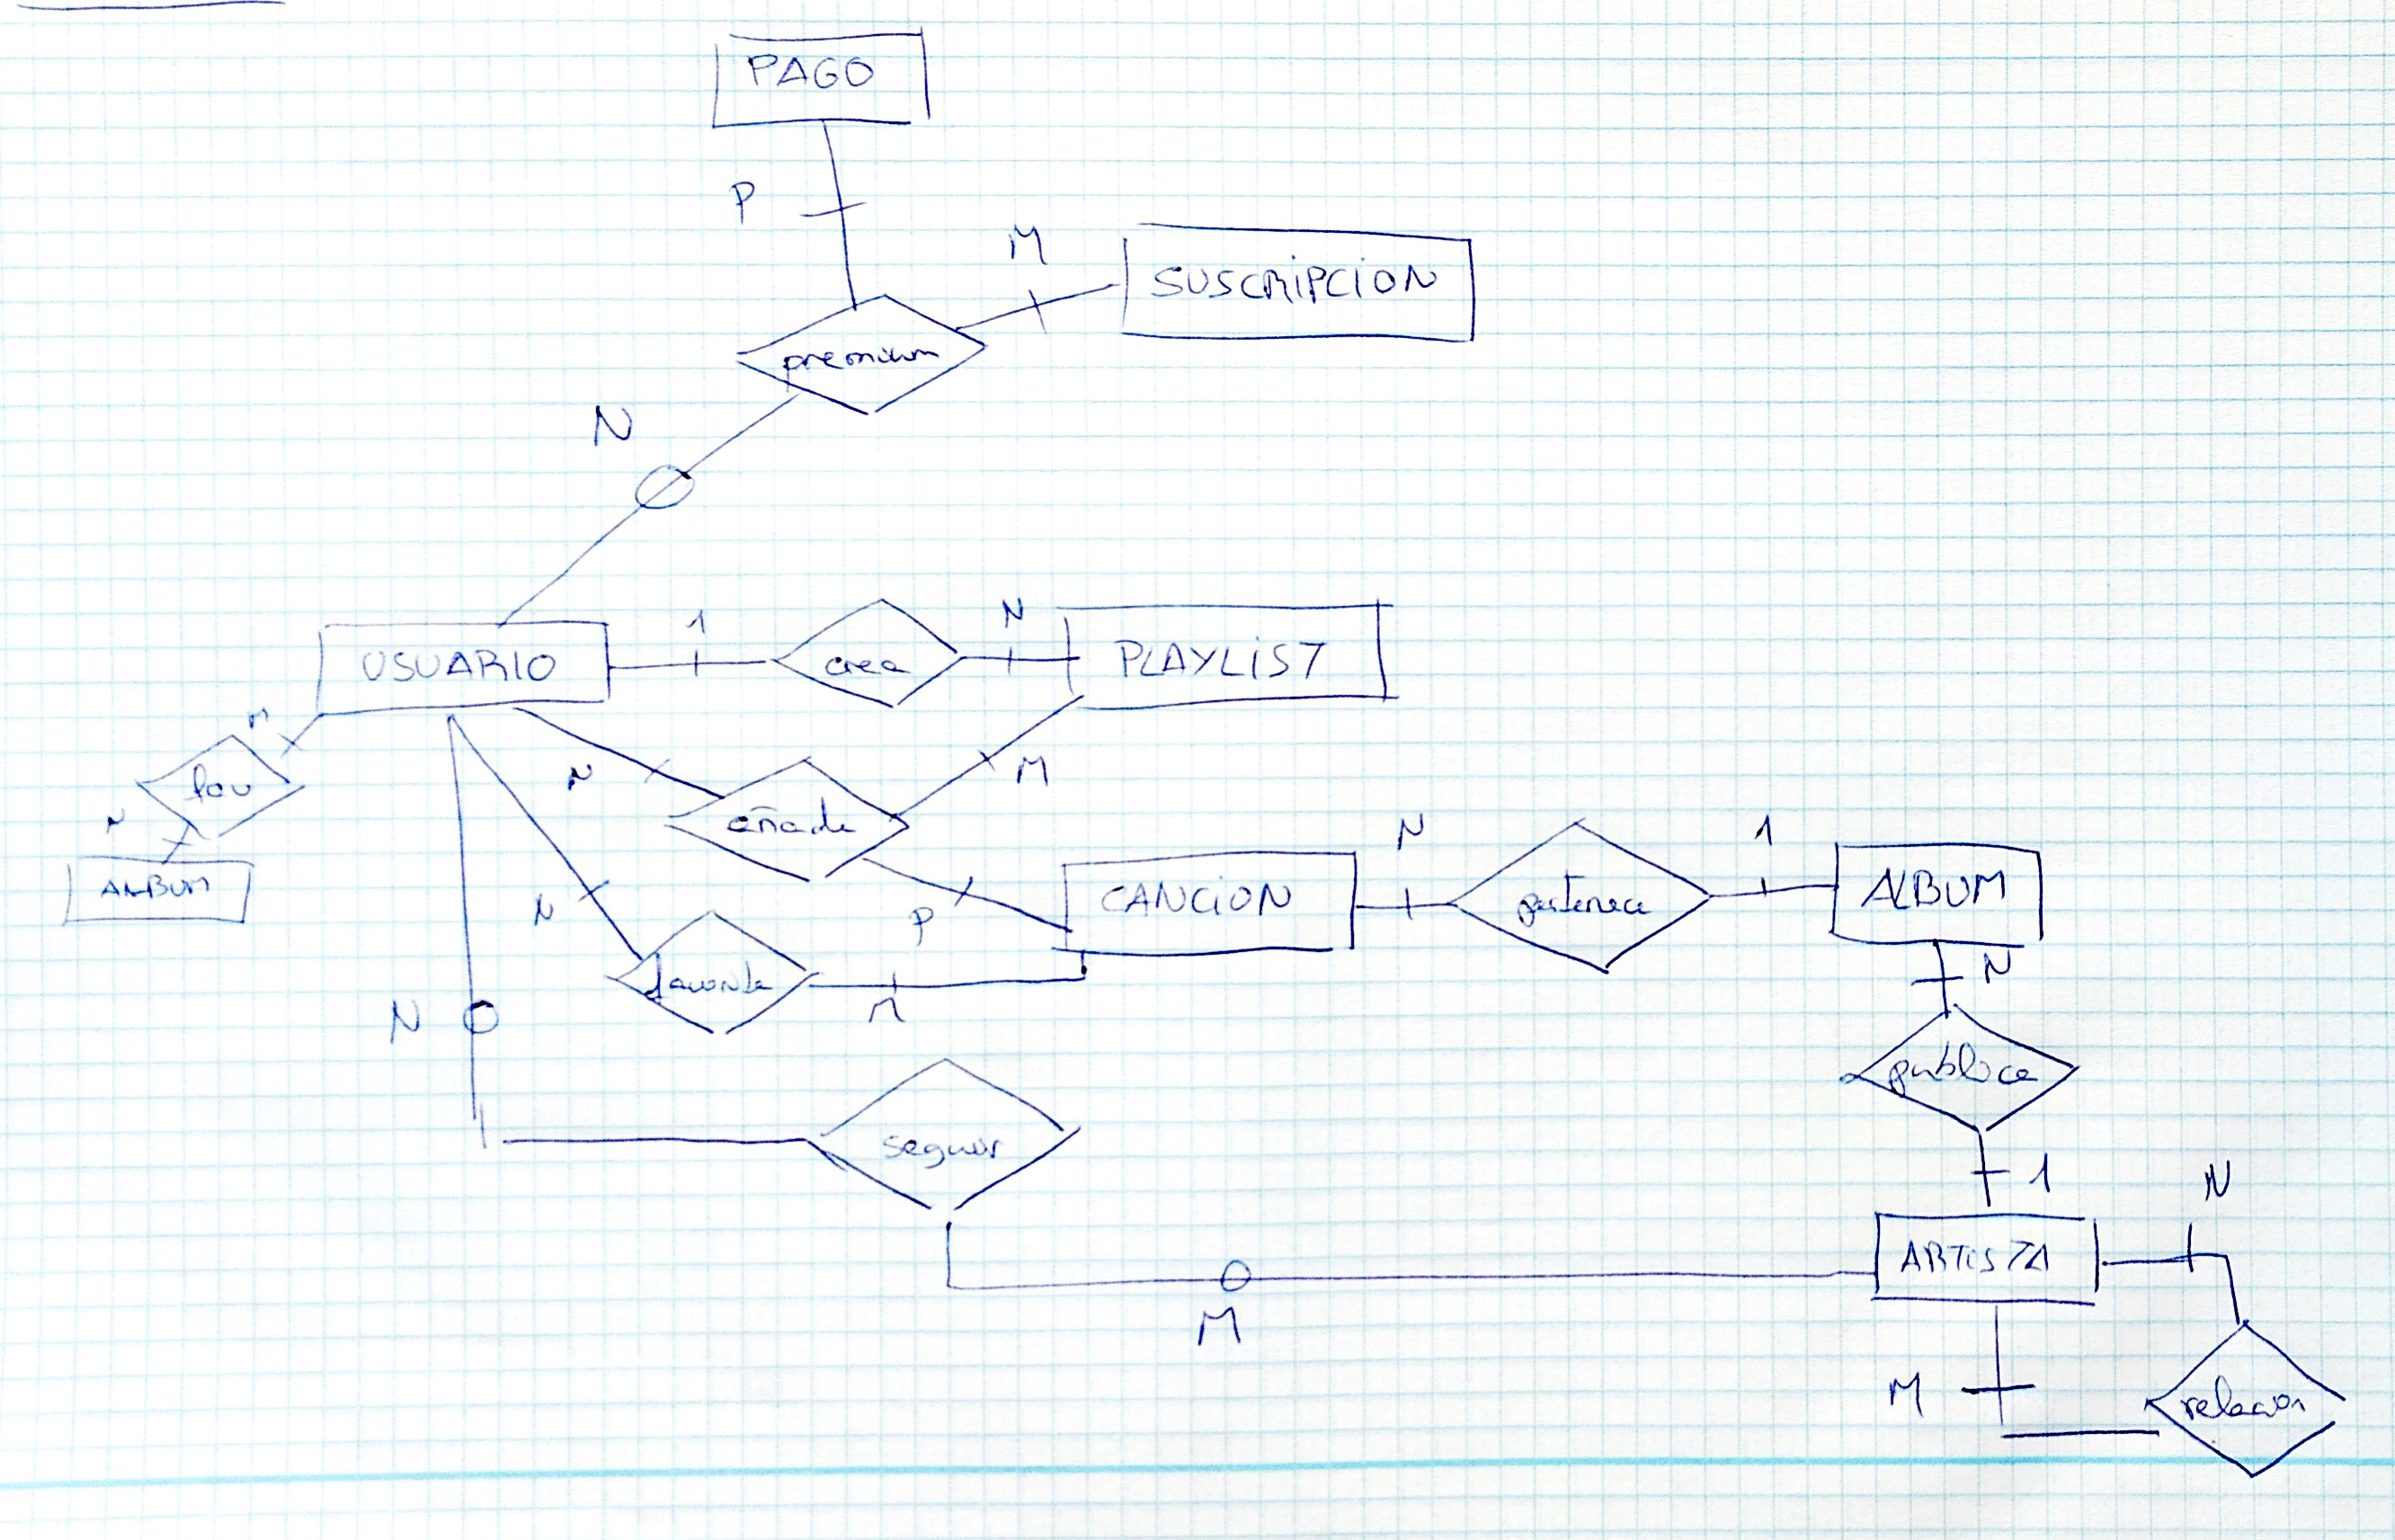 PAGO
P
M
SUSCRIPCION
premium
N
1
N
USUARIO
crea
PLAYLIST
M
fav
N
M
N
añade
ALBUM
P
N
CANCION
N
pertenece
1
ALBUM
favorita
M
N
N
publica
seguir
1
N
ARTISTA
M
M
relacion